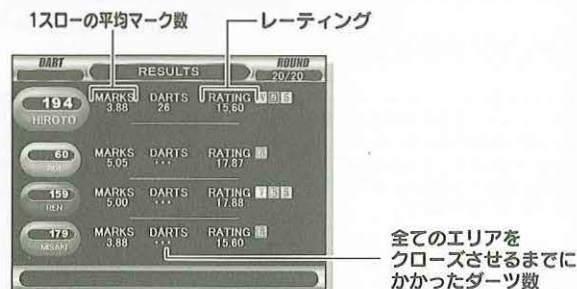 1スローの平均マーク数
レーティング
DART
RESULTS
ROUND
20/20
194
HIROTO
MARKS
3.88
DARTS
26
RATING
15.60
60
MARKS
5.05
DARTS
...
RATING
17.87
159
REN
MARKS
5.00
DARTS
...
RATING
17.88
179
MARKS
3.88
DARTS
...
RATING
15.60
全てのエリアを
クローズさせるまでに
かかったダーツ数